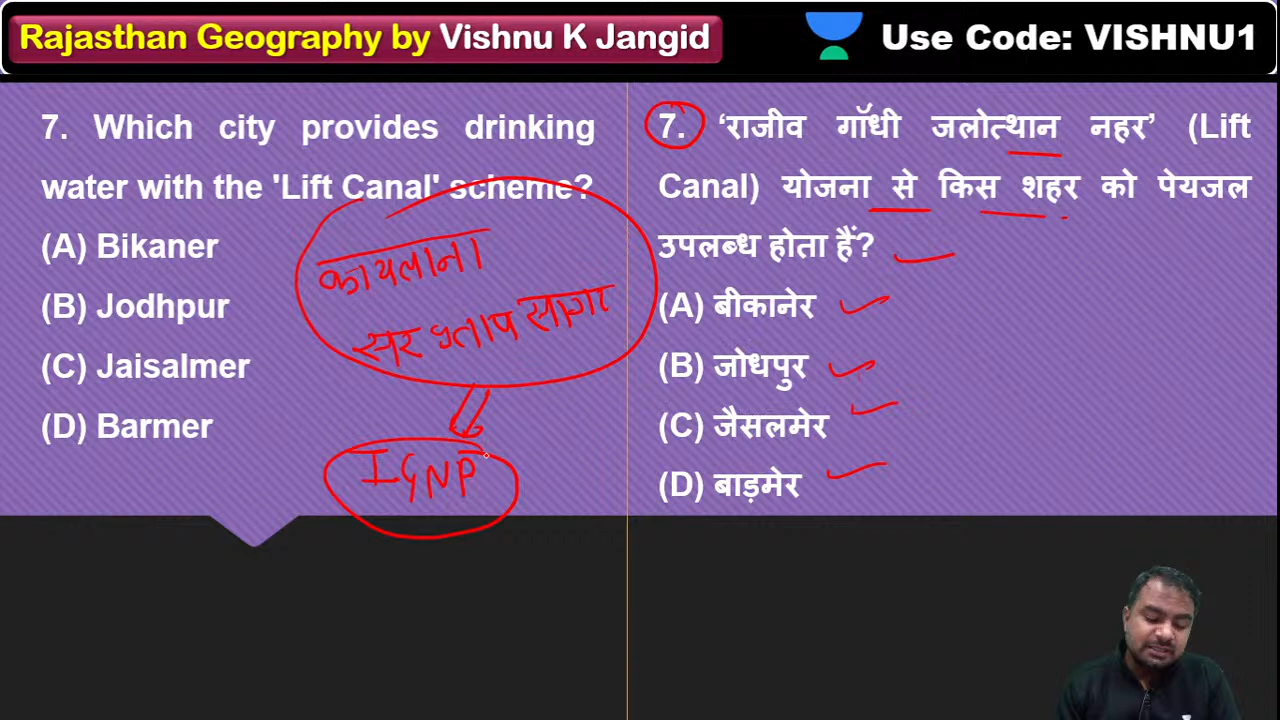 Rajasthan Geography by Vishnu K Jangid
Use Code: VISHNU1
7. Which city provides drinking
water with the 'Lift Canal' scheme?
(A) Bikaner
(B) Jodhpur
(C) Jaisalmer
(D) Barmer
कायलाना
सर प्रताप सागर
IGNP
7. ‘राजीव गाँधी जलोत्थान नहर’ (Lift
Canal) योजना से किस शहर को पेयजल
उपलब्ध होता हैं?
(A) बीकानेर
(B) जोधपुर
(C) जैसलमेर
(D) बाड़मेर